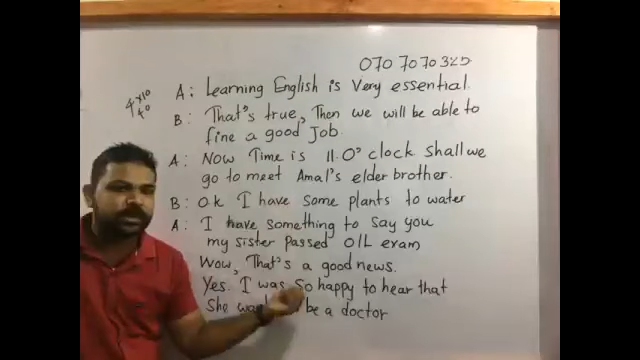 070 7070 325
4x10
40
A: Learning English is Very essential.
B: That's true, Then we will be able to
fine a good Job.
A: Now Time is 11.0' clock shall we
go to meet Amal's elder brother.
B: O.k I have some plants to water
A: I have something to say you
my sister passed O/L exam
Wow, That's a good news.
Yes. I was so happy to hear that
She be a doctor